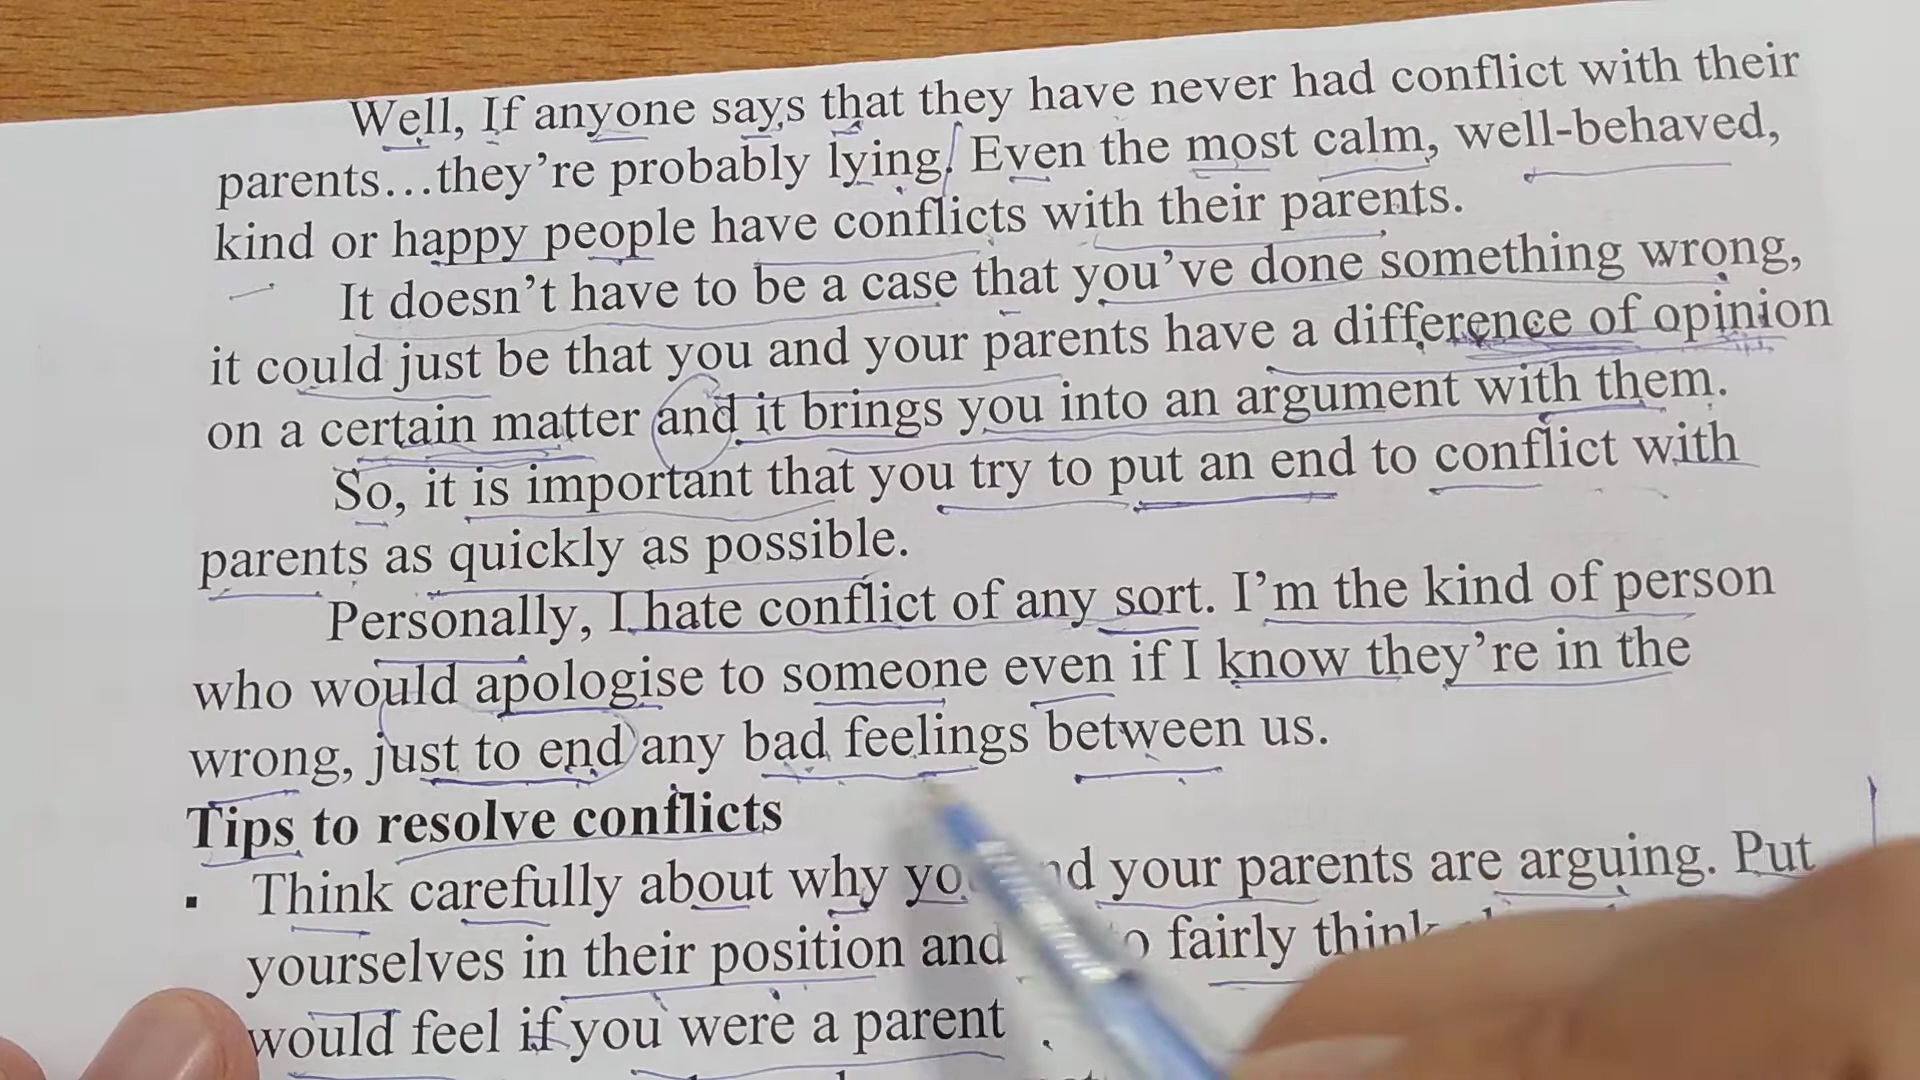 Well, If anyone says that they have never had conflict with their
parents…they’re probably lying! Even the most calm, well-behaved,
kind or happy people have conflicts with their parents.
It doesn’t have to be a case that you’ve done something wrong,
it could just be that you and your parents have a difference of opinion
on a certain matter and it brings you into an argument with them.
So, it is important that you try to put an end to conflict with
parents as quickly as possible.
Personally, I hate conflict of any sort. I’m the kind of person
who would apologise to someone even if I know they’re in the
wrong, just to end any bad feelings between us.
Tips to resolve conflicts
▪ Think carefully about why your parents are arguing. Put
yourselves in their position and fairly think
would feel if you were a parent